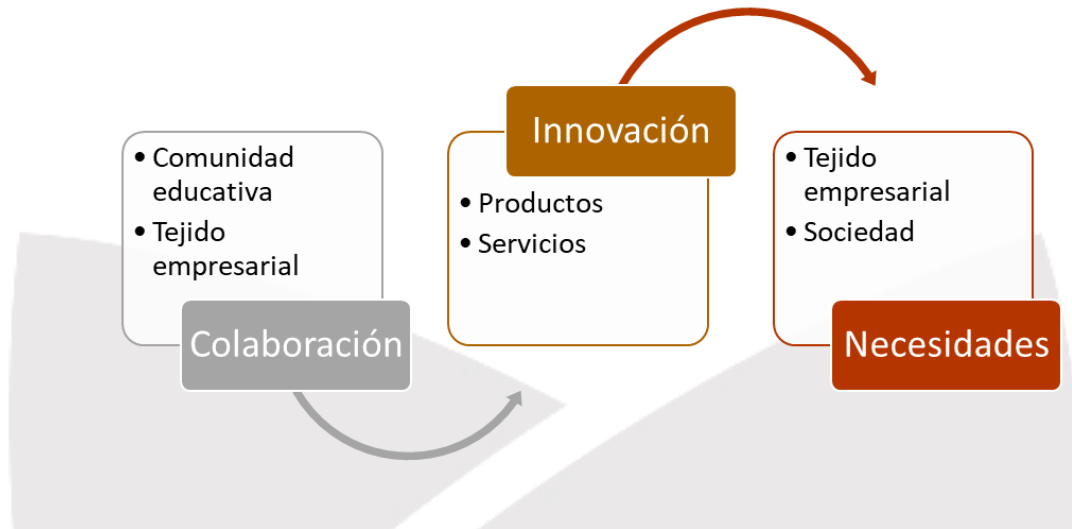 • Comunidad
educativa
• Tejido
empresarial
Colaboración
Innovación
• Productos
• Servicios
• Tejido
empresarial
• Sociedad
Necesidades